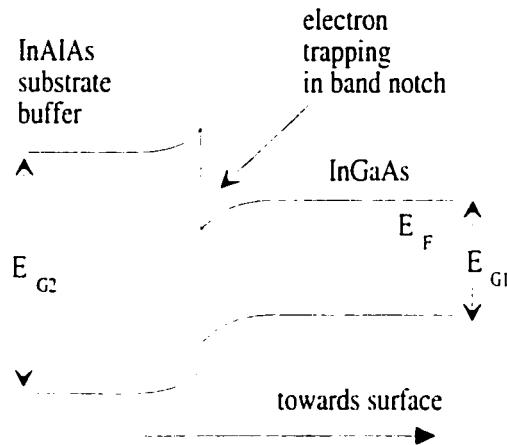 InAlAs
substrate
buffer
electron
trapping
in band notch
InGaAs
E F
E G2
E G1
towards surface